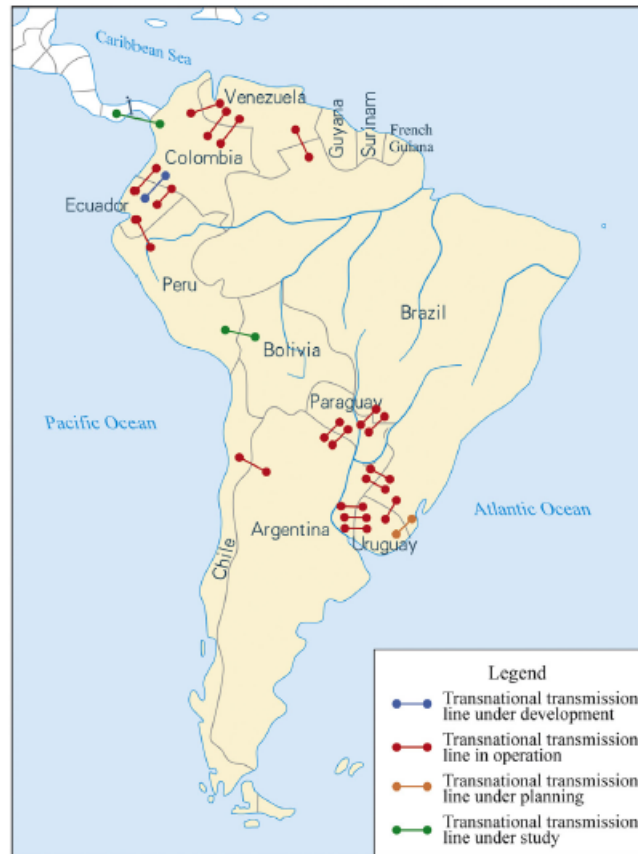 Caribbean Sea
Venezuela
Guyana
Surinam
French
Guiana
Colombia
Ecuador
Peru
Brazil
Bolivia
Paraguay
Pacific Ocean
Atlantic Ocean
Argentina
Uruguay
Chile
Legend
Transnational transmission
line under development
Transnational transmission
line in operation
Transnational transmission
line under planning
Transnational transmission
line under study